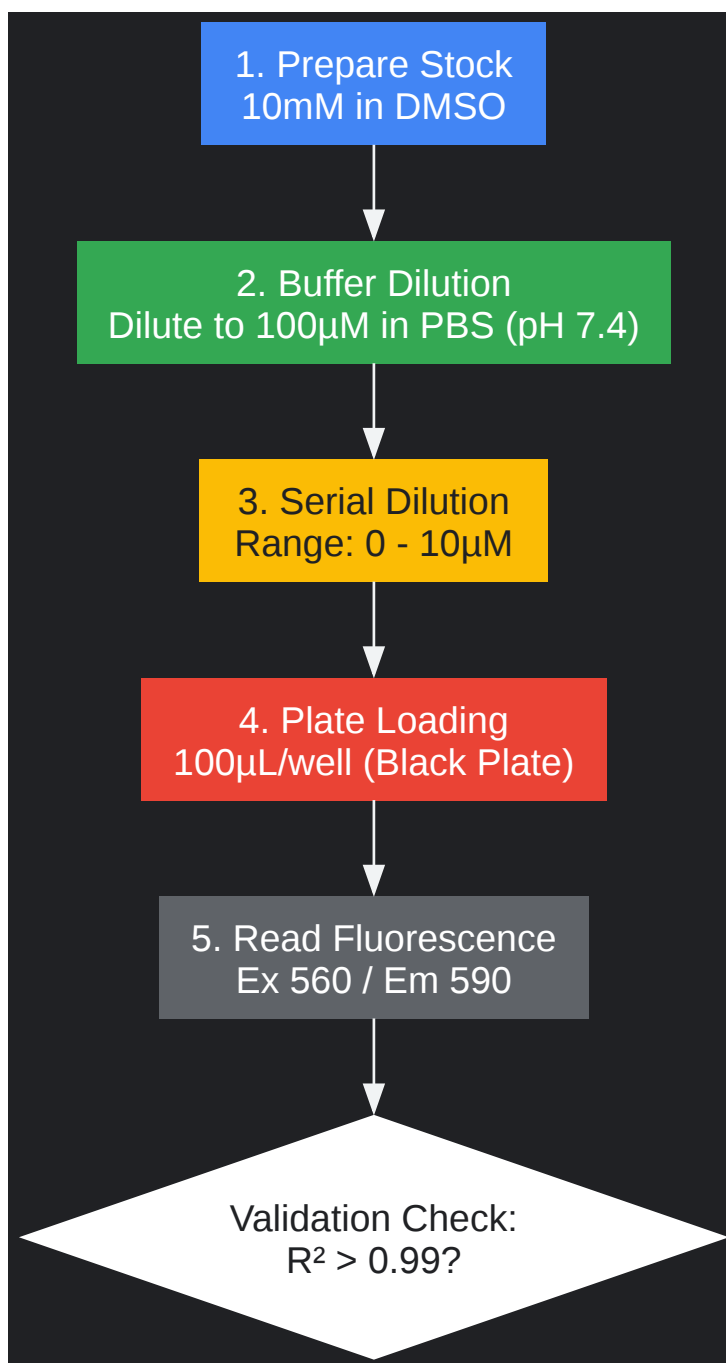 1. Prepare Stock
10mM in DMSO
2. Buffer Dilution
Dilute to 100µM in PBS (pH 7.4)
3. Serial Dilution
Range: 0 - 10µM
4. Plate Loading
100µL/well (Black Plate)
5. Read Fluorescence
Ex 560 / Em 590
Validation Check:
R² > 0.99?